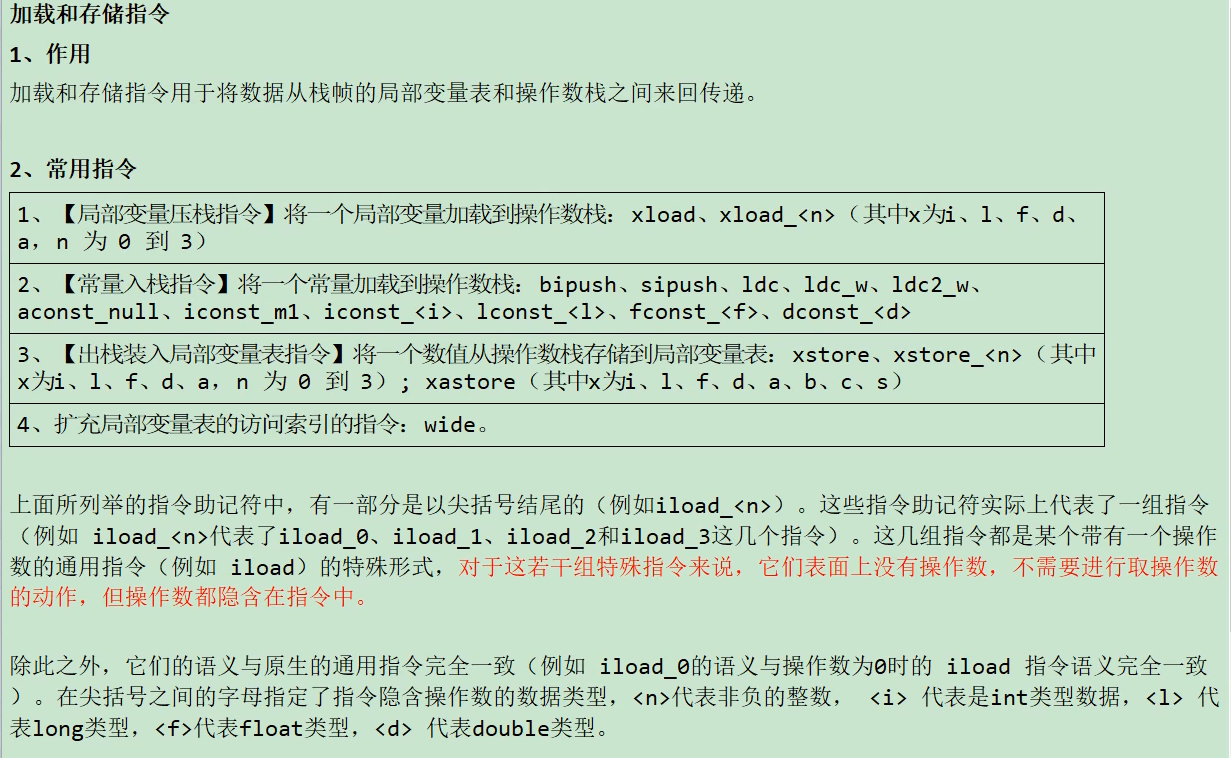 加载和存储指令
1、作用
加载和存储指令用于将数据从栈帧的局部变量表和操作数栈之间来回传递。
2、常用指令
1、【局部变量压栈指令】将一个局部变量加载到操作数栈：xload、xload_<n>（其中x为i、l、f、d、
a，n 为 0 到 3）
2、【常量入栈指令】将一个常量加载到操作数栈：bipush、sipush、ldc、ldc_w、ldc2_w、
aconst_null、iconst_m1、iconst_<i>、lconst_<l>、fconst_<f>、dconst_<d>
3、【出栈装入局部变量表指令】将一个数值从操作数栈存储到局部变量表：xstore、xstore_<n>（其中
x为i、l、f、d、a，n 为 0 到 3）; xastore（其中x为i、l、f、d、a、b、c、s）
4、扩充局部变量表的访问索引的指令：wide。
上面所列举的指令助记符中，有一部分是以尖括号结尾的（例如iload_<n>）。这些指令助记符实际上代表了一组指令
（例如 iload_<n>代表了iload_0、iload_1、iload_2和iload_3这几个指令）。这几组指令都是某个带有一个操作
数的通用指令（例如 iload）的特殊形式，对于这若干组特殊指令来说，它们表面上没有操作数，不需要进行取操作数
的动作，但操作数都隐含在指令中。
除此之外，它们的语义与原生的通用指令完全一致（例如 iload_0的语义与操作数为0时的 iload 指令语义完全一致
）。在尖括号之间的字母指定了指令隐含操作数的数据类型，<n>代表非负的整数， <i> 代表是int类型数据，<l> 代
表long类型，<f>代表float类型，<d> 代表double类型。